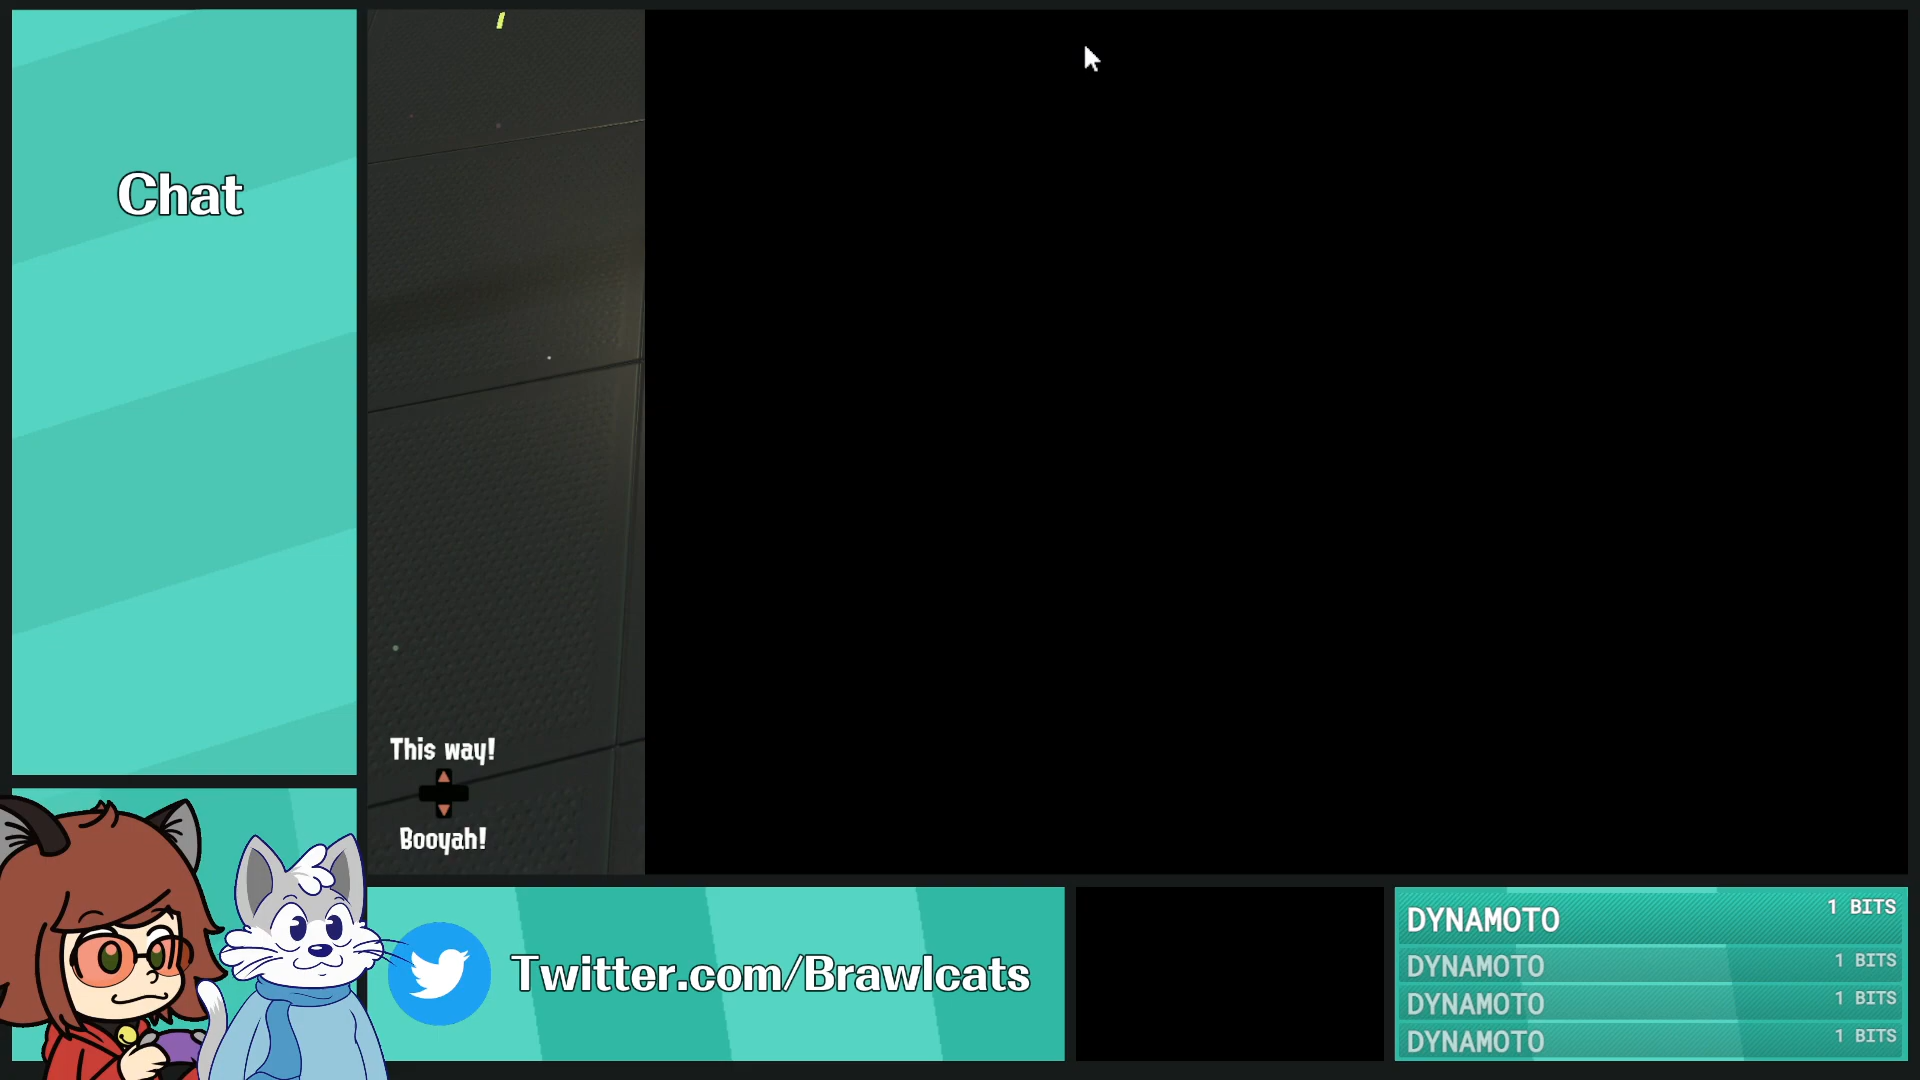 Chat
This way!
Booyah!
Twitter.com/Brawlcats
DYNAMOTO 1 BITS
DYNAMOTO 1 BITS
DYNAMOTO 1 BITS
DYNAMOTO 1 BITS